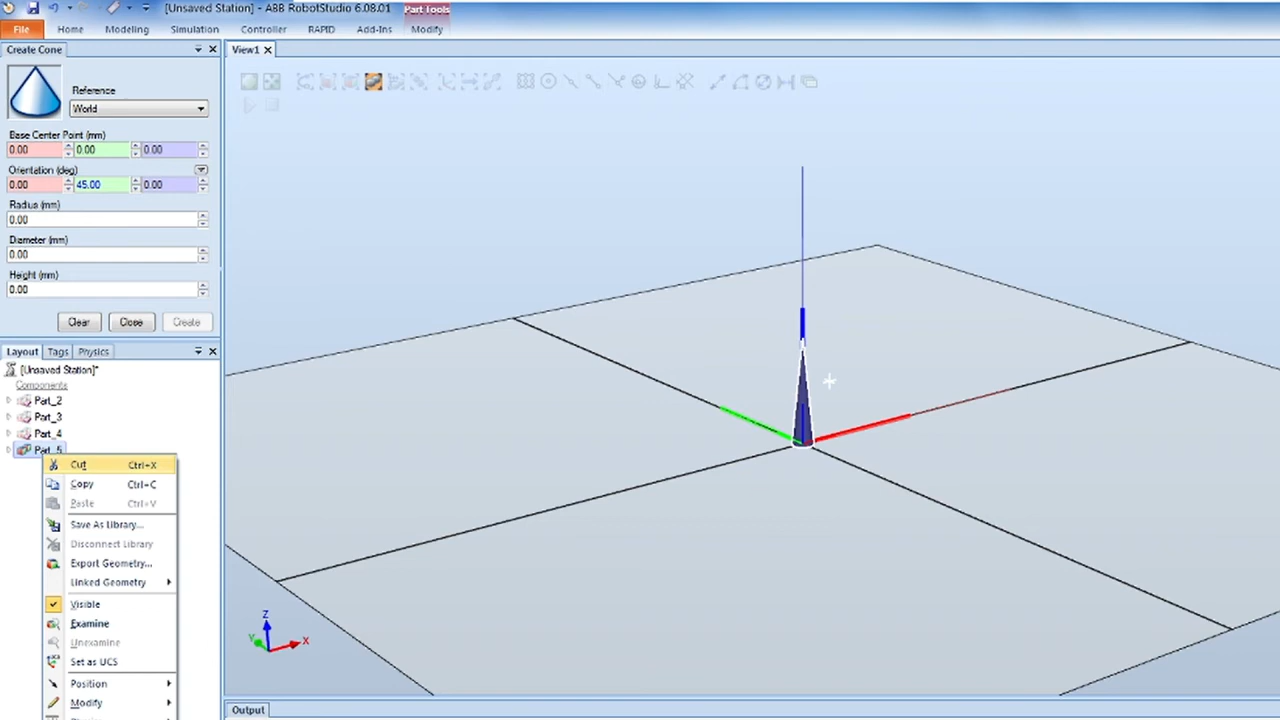 [Unsaved Station] - ABB RobotStudio 6.08.01
Part Tools
File Home Modeling Simulation Controller RAPID Add-Ins Modify
Create Cone
View1
Reference
World
Base Center Point (mm)
0.00 0.00 0.00
Orientation (deg)
0.00 45.00 0.00
Radius (mm)
0.00
Diameter (mm)
0.00
Height (mm)
0.00
Clear Close Create
Layout Tags Physics
[Unsaved Station]*
Components
Part_2
Part_3
Part_4
Part_5
Cut Ctrl+X
Copy Ctrl+C
Paste Ctrl+V
Save As Library...
Disconnect Library
Export Geometry...
Linked Geometry
Visible
Examine
Unexamine
Set as UCS
Position
Modify
Z
Y
X
Output